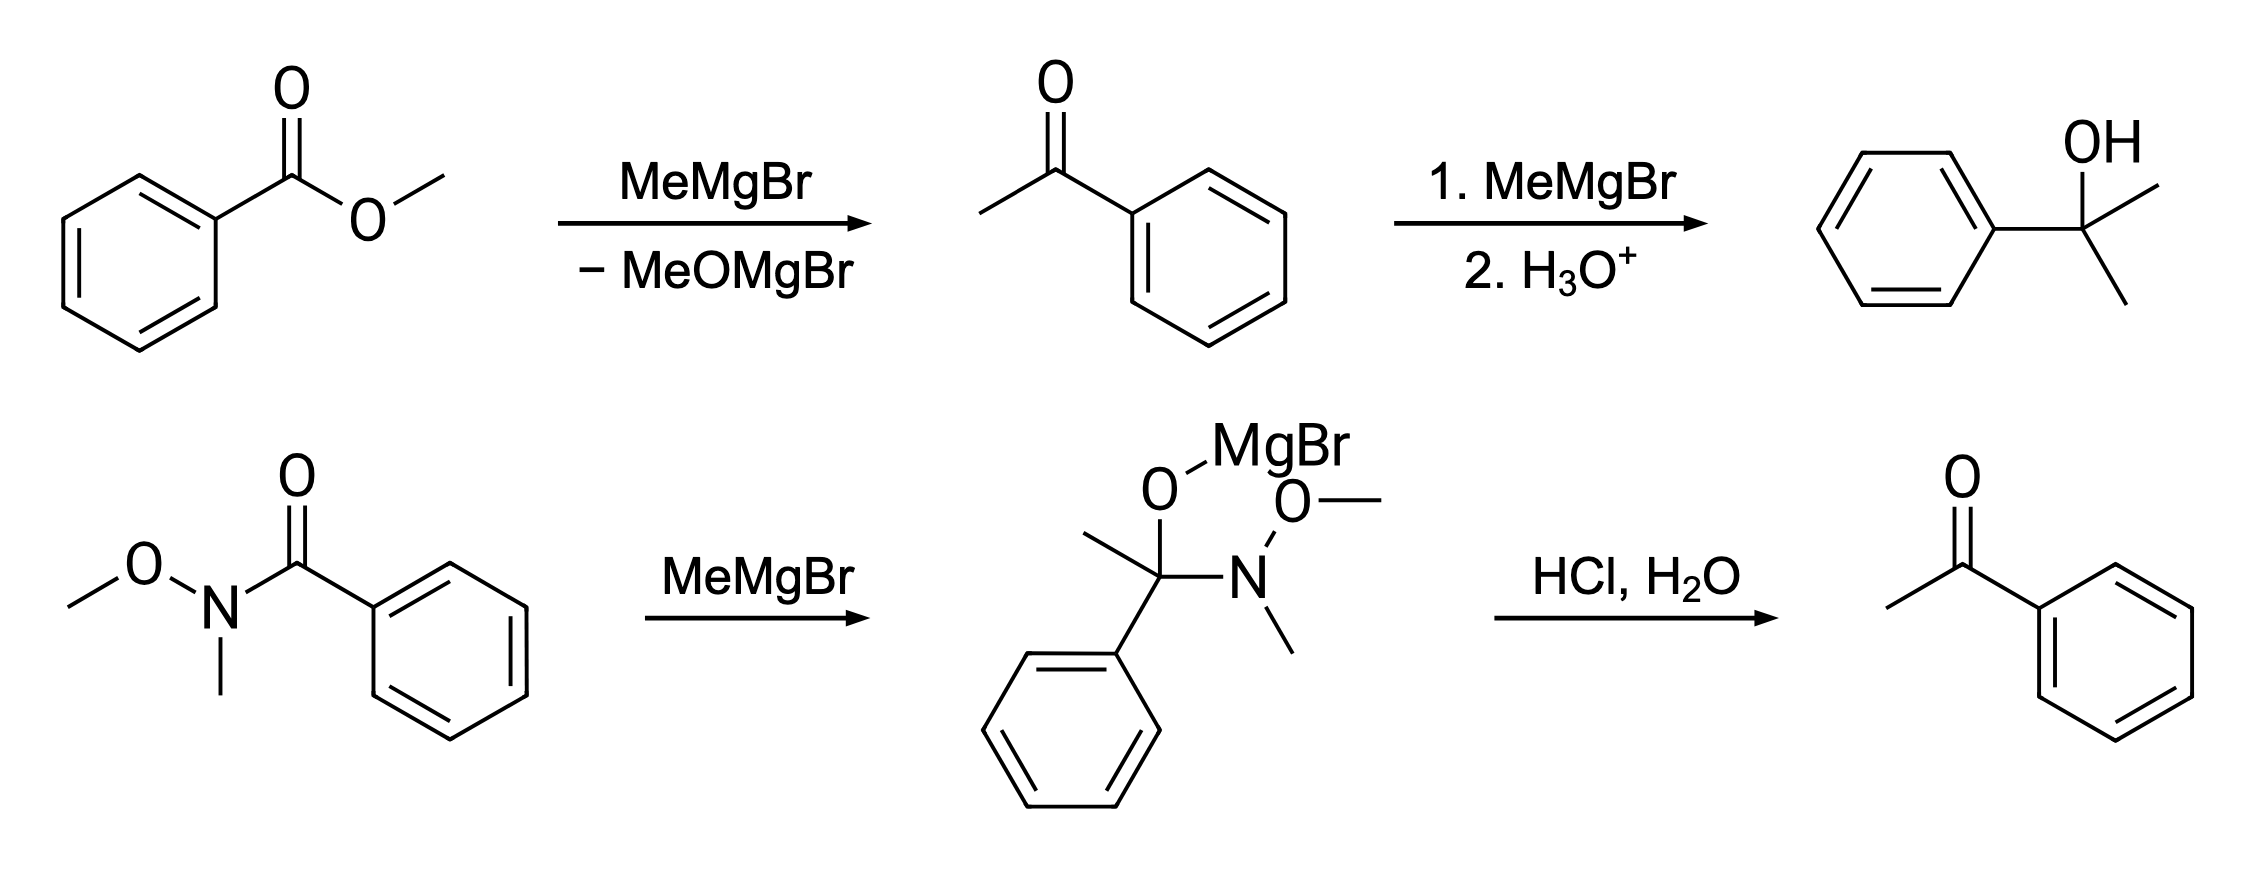 O
O
MeMgBr
− MeOMgBr
O
1. MeMgBr
2. H₃O⁺
OH
O
O
N
MeMgBr
MgBr
O
O
N
HCl, H₂O
O